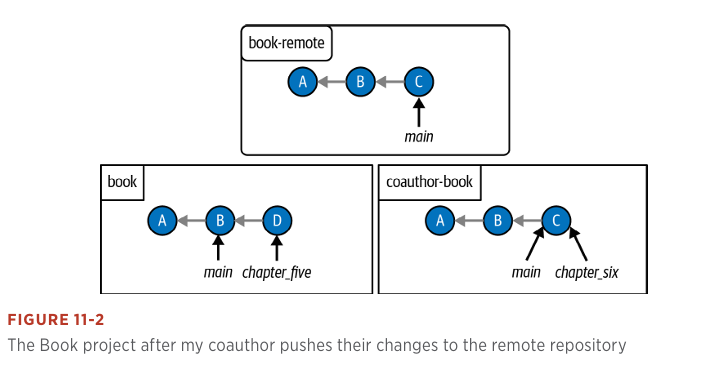 book-remote
A B C
main
book
A B D
main chapter_five
coauthor-book
A B C
main chapter_six
FIGURE 11-2
The Book project after my coauthor pushes their changes to the remote repository